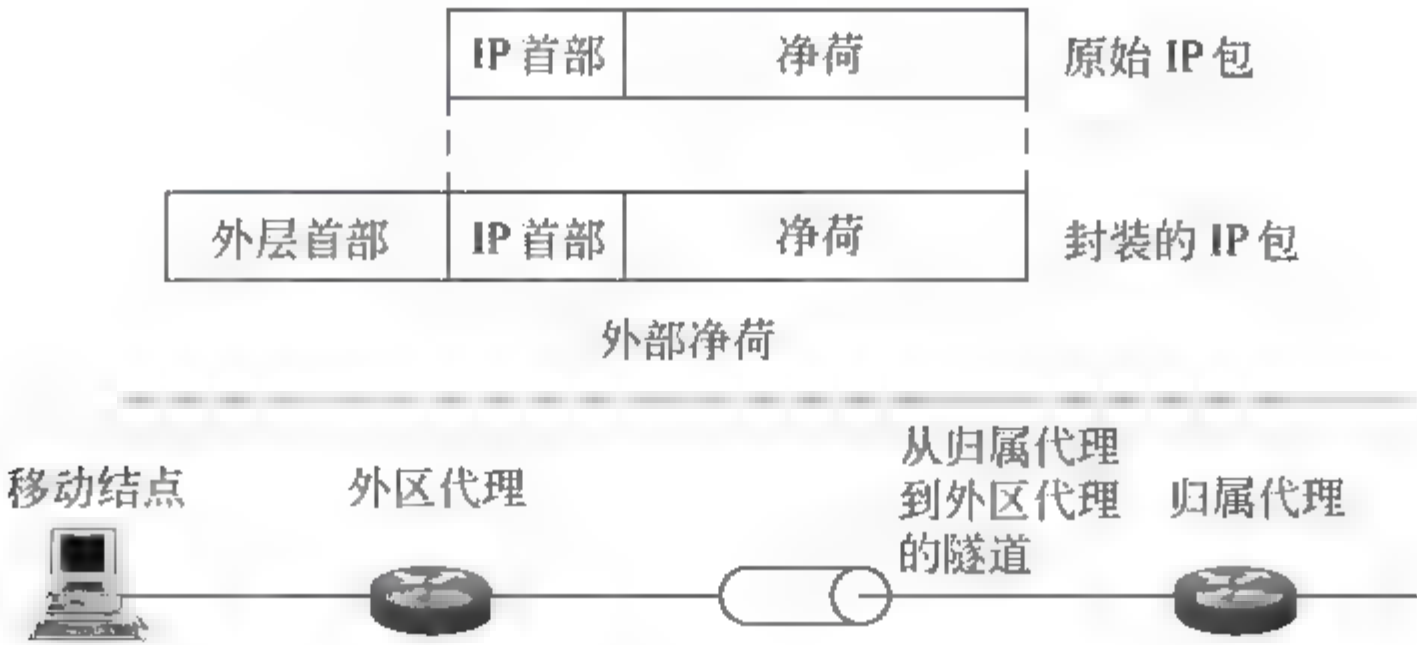 IP 首部 净荷 原始 IP 包
外层首部 IP 首部 净荷 封装的 IP 包
外部净荷
移动结点 外区代理 从归属代理 归属代理
到外区代理
的隧道